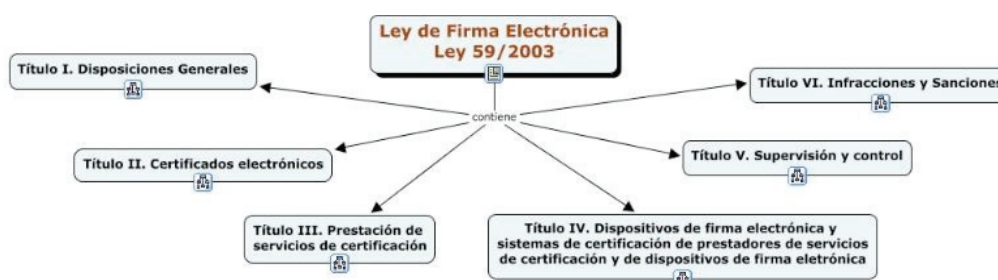 Ley de Firma Electrónica
Ley 59/2003
Título I. Disposiciones Generales
Título VI. Infracciones y Sanciones
contiene
Título II. Certificados electrónicos
Título V. Supervisión y control
Título III. Prestación de
servicios de certificación
Título IV. Dispositivos de firma electrónica y
sistemas de certificación de prestadores de servicios
de certificación y de dispositivos de firma eletrónica